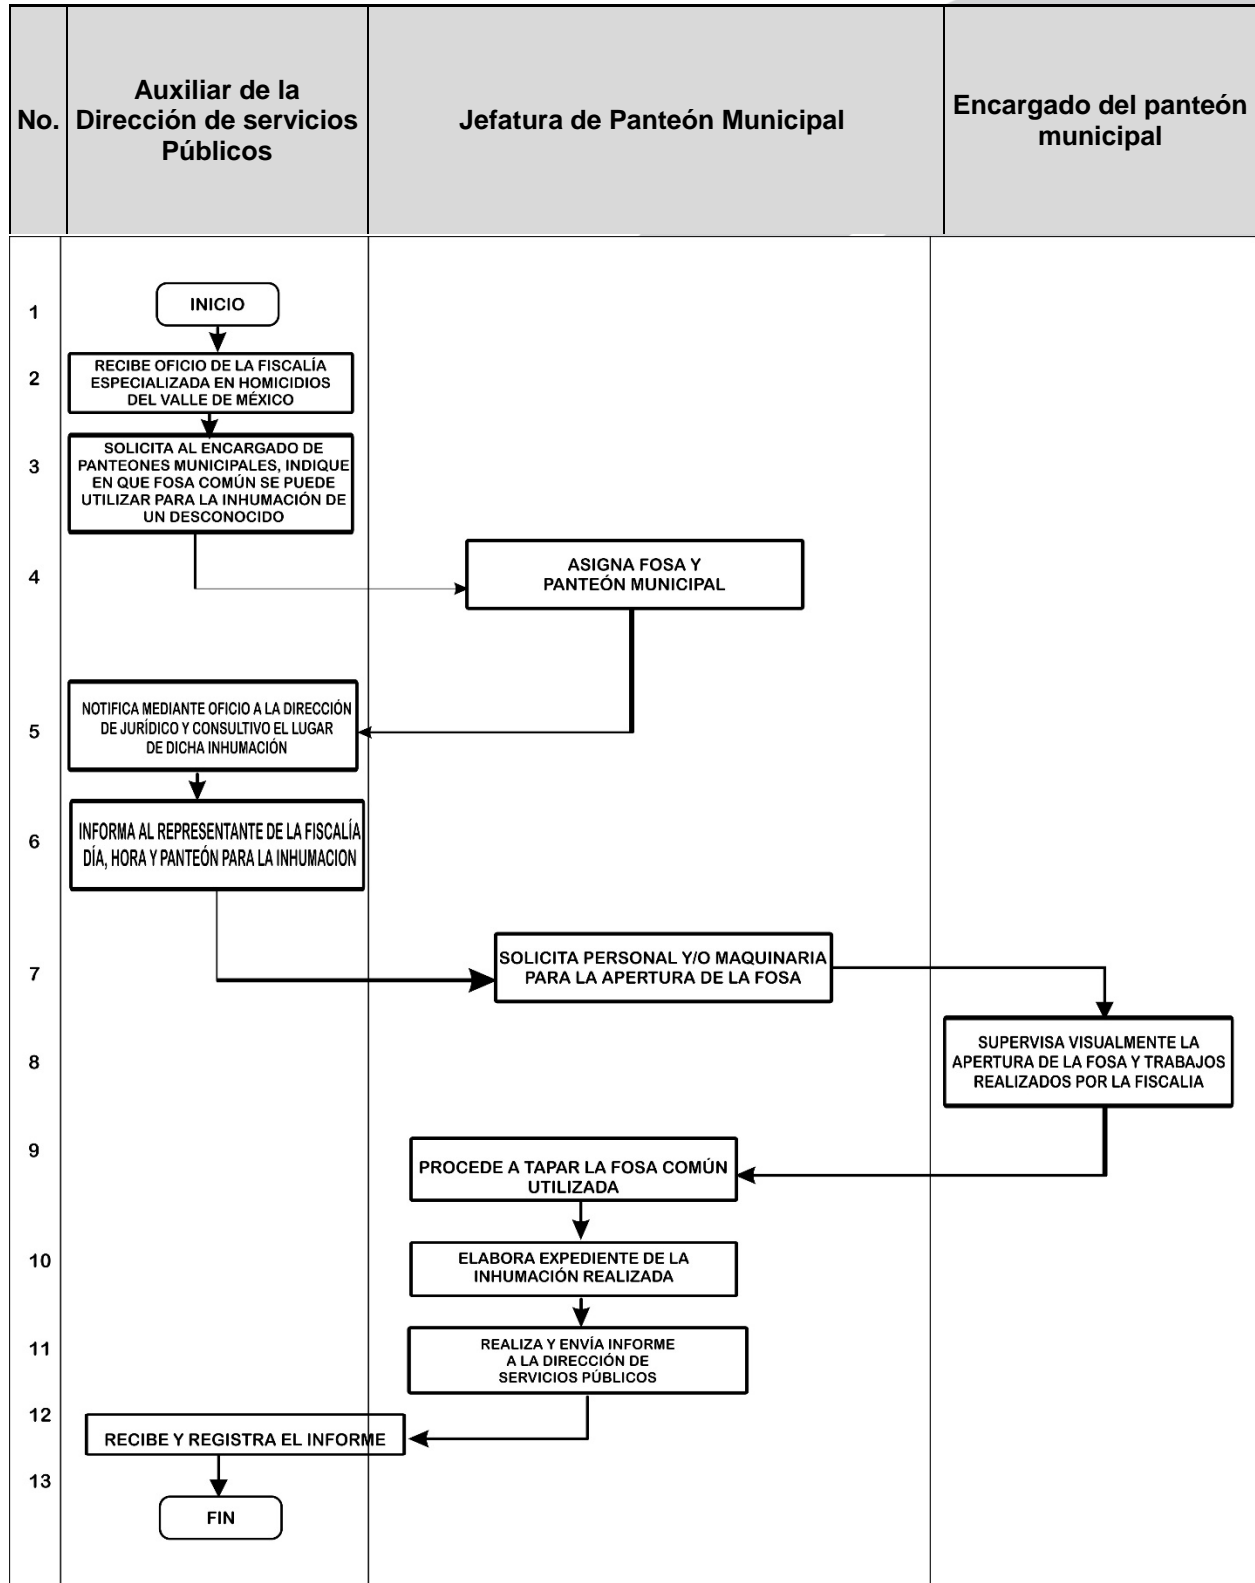 No.
Auxiliar de la
Dirección de servicios
Públicos
Jefatura de Panteón Municipal
Encargado del panteón
municipal
1
INICIO
2
RECIBE OFICIO DE LA FISCALÍA
ESPECIALIZADA EN HOMICIDIOS
DEL VALLE DE MÉXICO
3
SOLICITA AL ENCARGADO DE
PANTEONES MUNICIPALES, INDIQUE
EN QUE FOSA COMÚN SE PUEDE
UTILIZAR PARA LA INHUMACIÓN DE
UN DESCONOCIDO
4
ASIGNA FOSA Y
PANTEÓN MUNICIPAL
5
NOTIFICA MEDIANTE OFICIO A LA DIRECCIÓN
DE JURÍDICO Y CONSULTIVO EL LUGAR
DE DICHA INHUMACIÓN
6
INFORMA AL REPRESENTANTE DE LA FISCALÍA
DÍA, HORA Y PANTEÓN PARA LA INHUMACION
7
SOLICITA PERSONAL Y/O MAQUINARIA
PARA LA APERTURA DE LA FOSA
8
SUPERVISA VISUALMENTE LA
APERTURA DE LA FOSA Y TRABAJOS
REALIZADOS POR LA FISCALIA
9
PROCEDE A TAPAR LA FOSA COMÚN
UTILIZADA
10
ELABORA EXPEDIENTE DE LA
INHUMACIÓN REALIZADA
11
REALIZA Y ENVÍA INFORME
A LA DIRECCIÓN DE
SERVICIOS PÚBLICOS
12
RECIBE Y REGISTRA EL INFORME
13
FIN